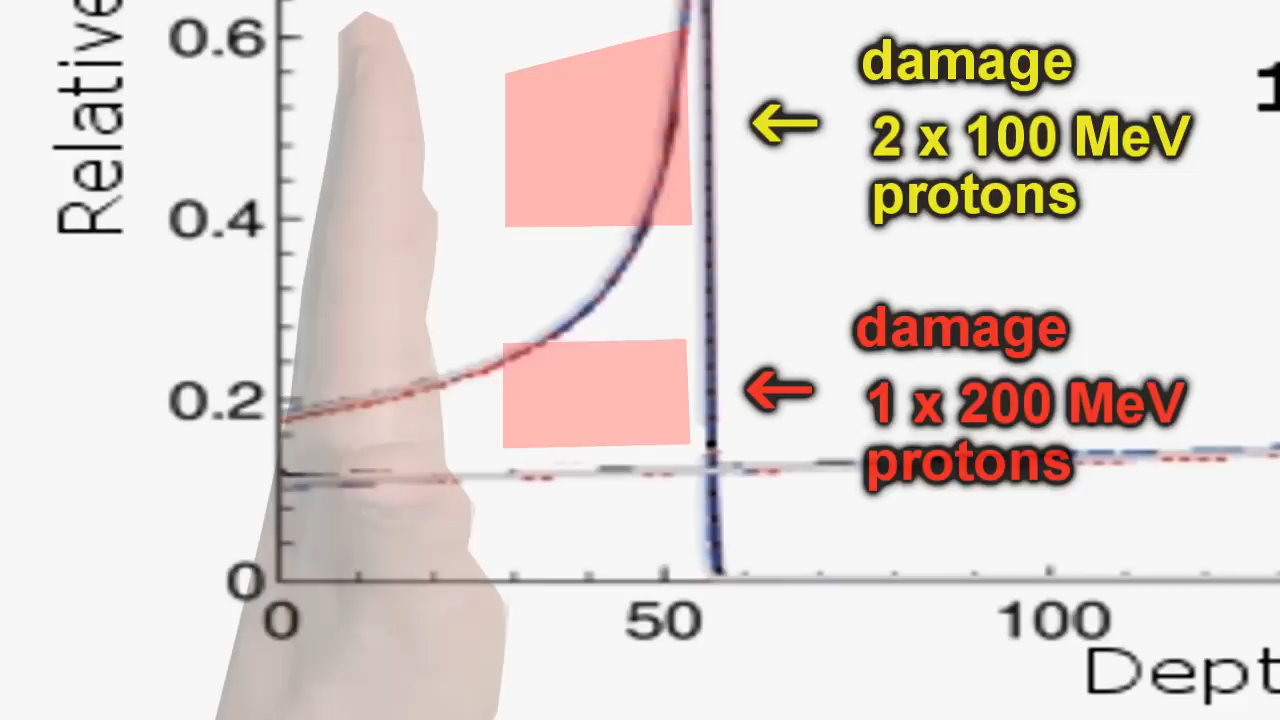 Relative
0.6
0.4
0.2
0
0
50
100
damage
← 2 x 100 MeV
protons
damage
← 1 x 200 MeV
protons